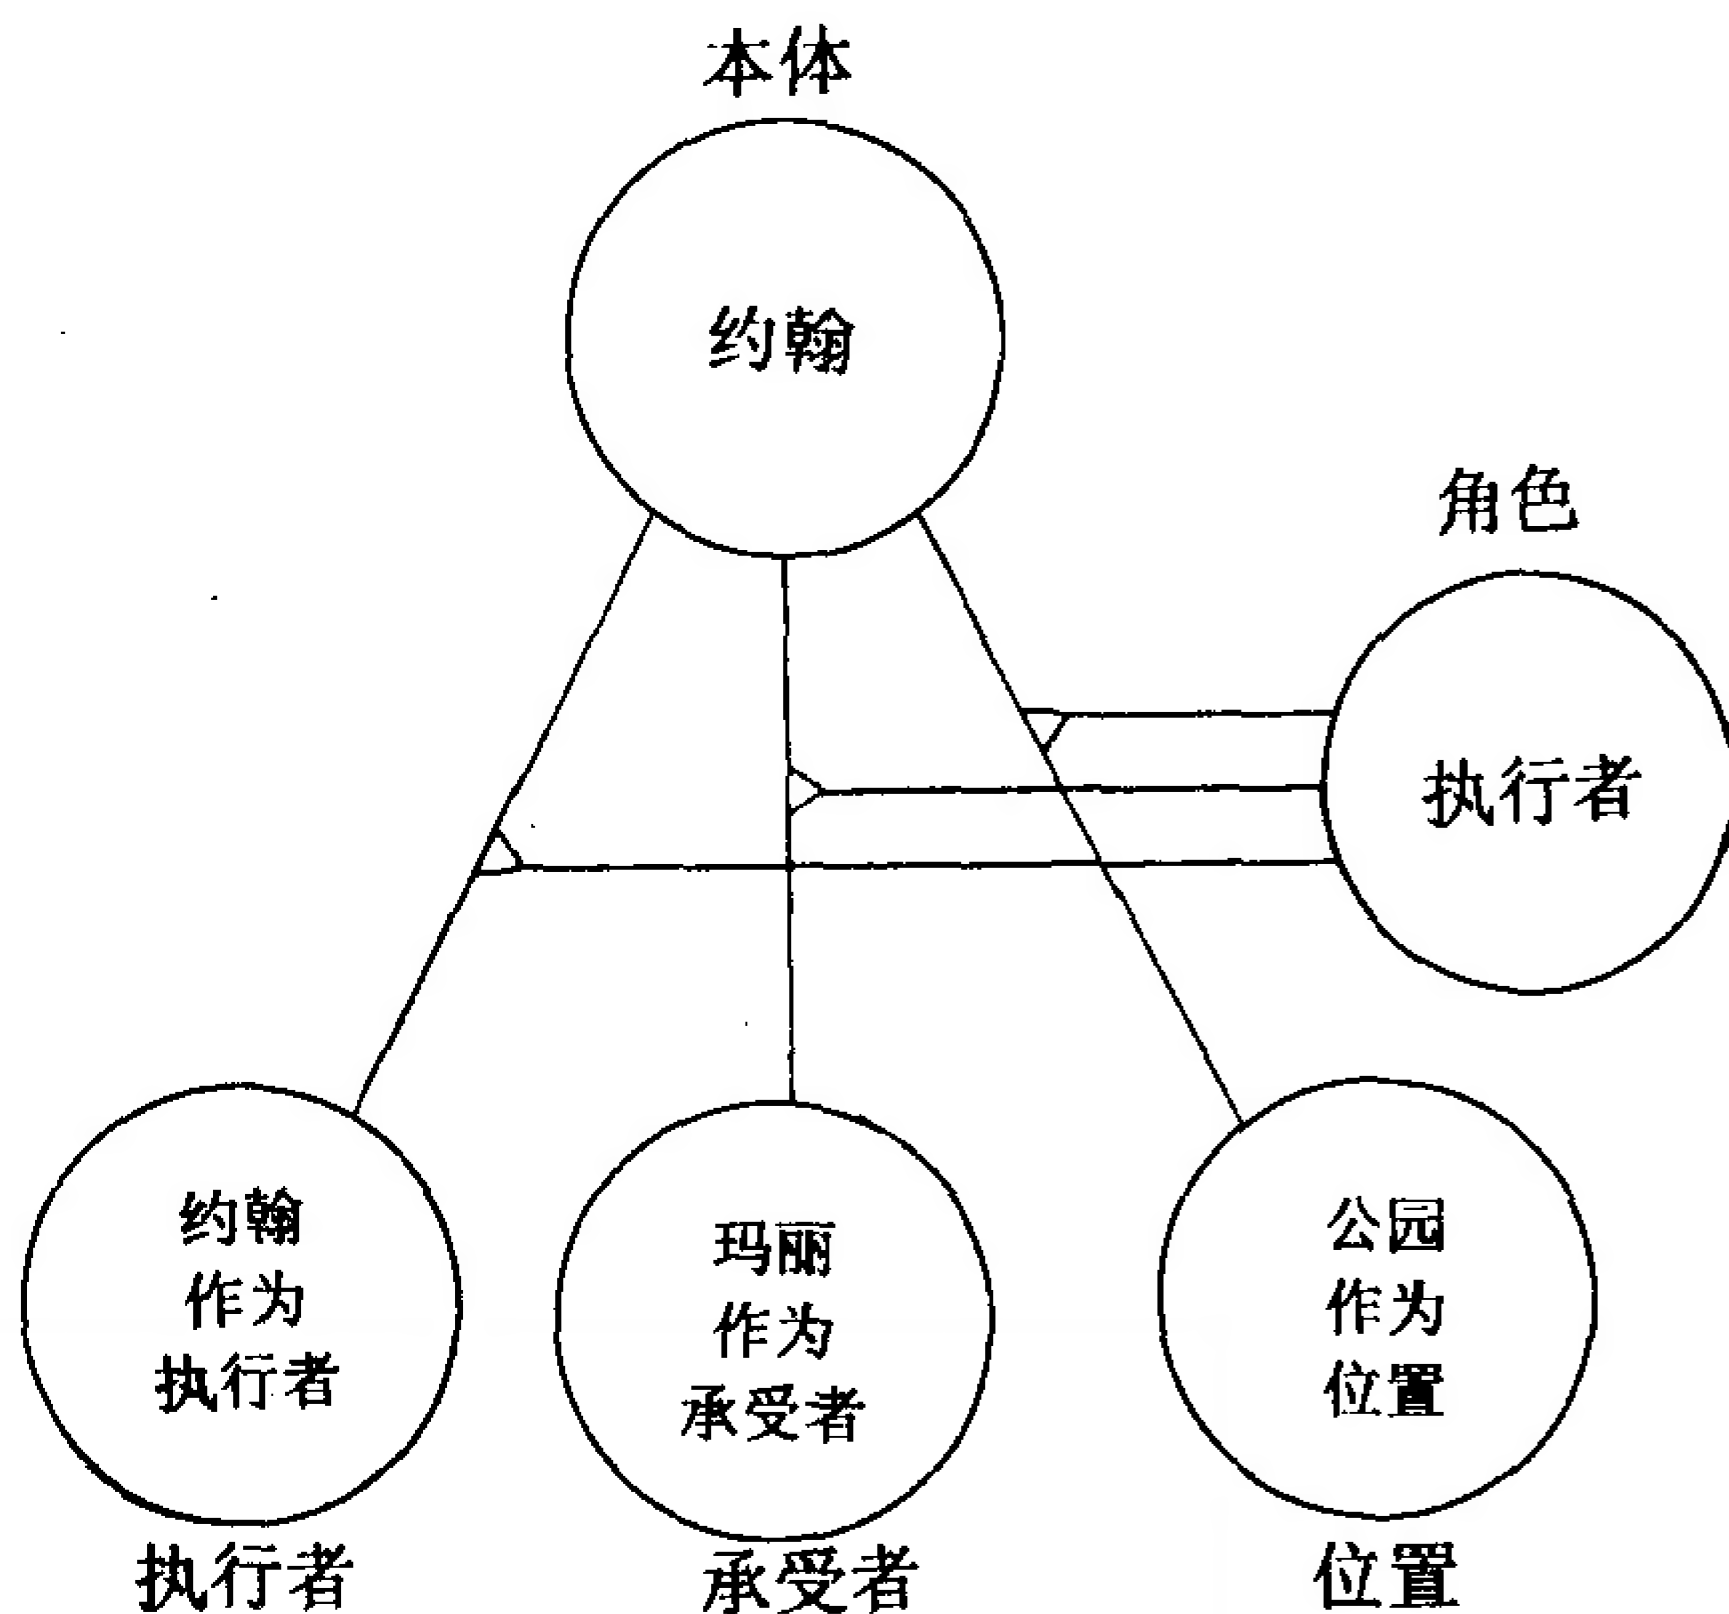 本体
约翰
角色
执行者
约翰
作为
执行者
玛丽
作为
承受者
公园
作为
位置
执行者
承受者
位置